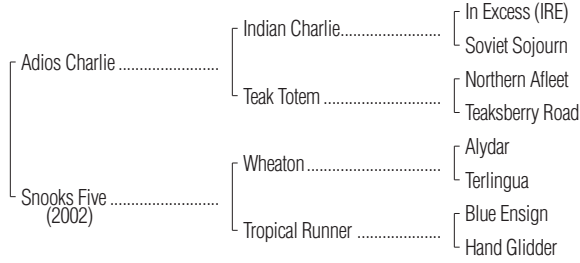 In Excess (IRE)
Indian Charlie....................
Soviet Sojourn
Adios Charlie ....................
Northern Afleet
Teak Totem ........................
Teaksberry Road
Alydar
Wheaton...........................
Terlingua
Snooks Five ......................
(2002)
Blue Ensign
Tropical Runner .................
Hand Glidder